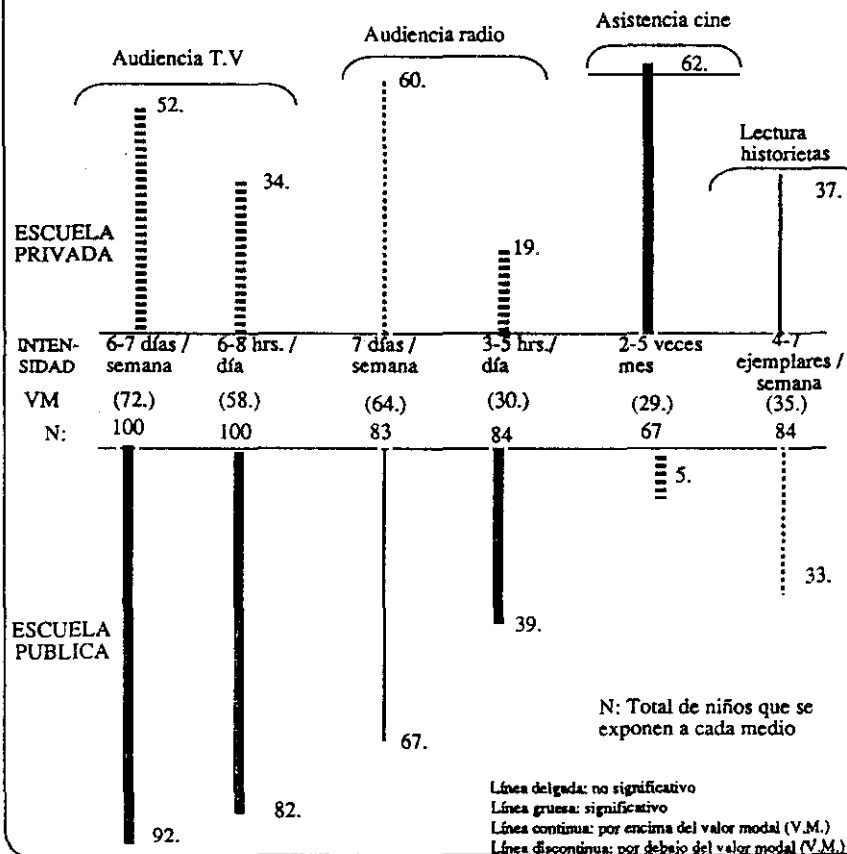 Asistencia cine
Audiencia radio
Audiencia T.V
60.
62.
52.
Lectura
historietas
34.
37.
ESCUELA
PRIVADA
19.
INTEN-
SIDAD
6-7 días /
semana
6-8 hrs. /
día
7 días /
semana
3-5 hrs./
día
2-5 veces
mes
4-7
ejemplares /
semana
VM (72.) (58.) (64.) (30.) (29.) (35.)
N: 100 100 83 84 67 84
5.
33.
ESCUELA
PUBLICA
39.
N: Total de niños que se
exponen a cada medio
67.
82.
92.
Línea delgada: no significativo
Línea gruesa: significativo
Línea continua: por encima del valor modal (V.M.)
Línea discontinua: por debajo del valor modal (V.M.)